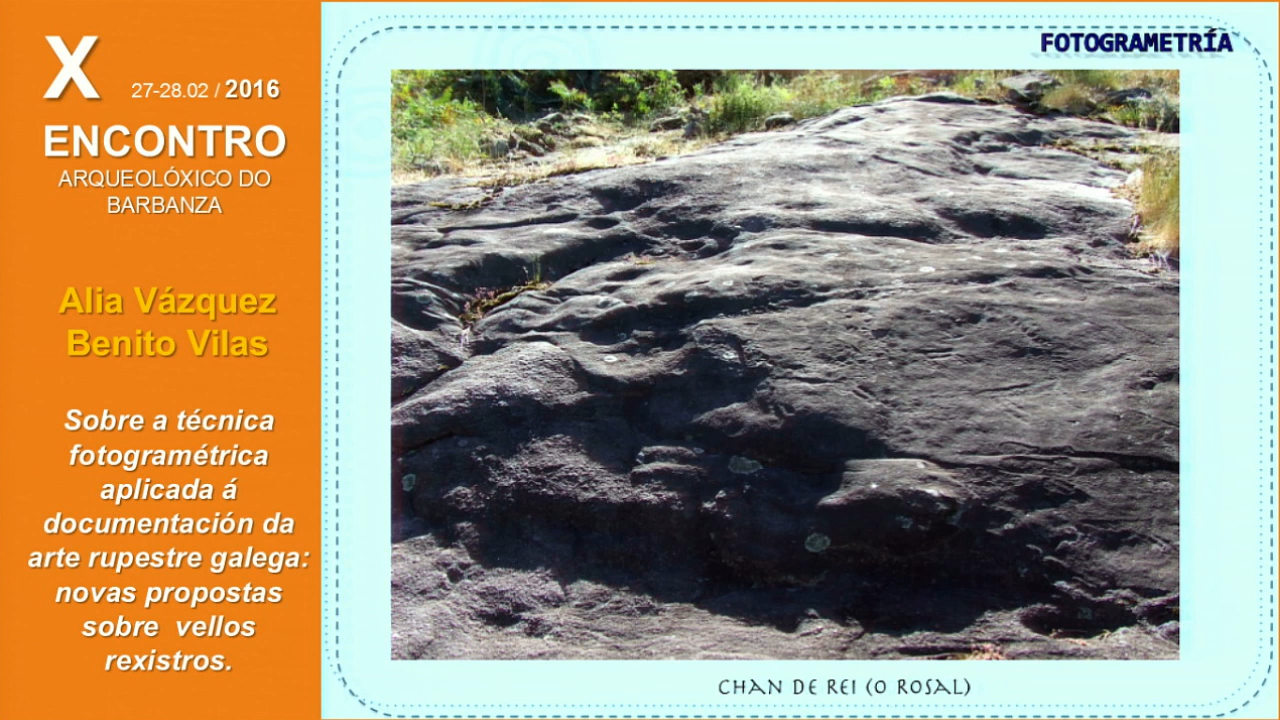 X
27-28.02 / 2016
ENCONTRO
ARQUEOLÓXICO DO
BARBANZA
Alia Vázquez
Benito Vilas
Sobre a técnica
fotogramétrica
aplicada á
documentación da
arte rupestre galega:
novas propostas
sobre vellos
rexistros.
FOTOGRAMETRÍA
CHAN DE REI (O ROSAL)